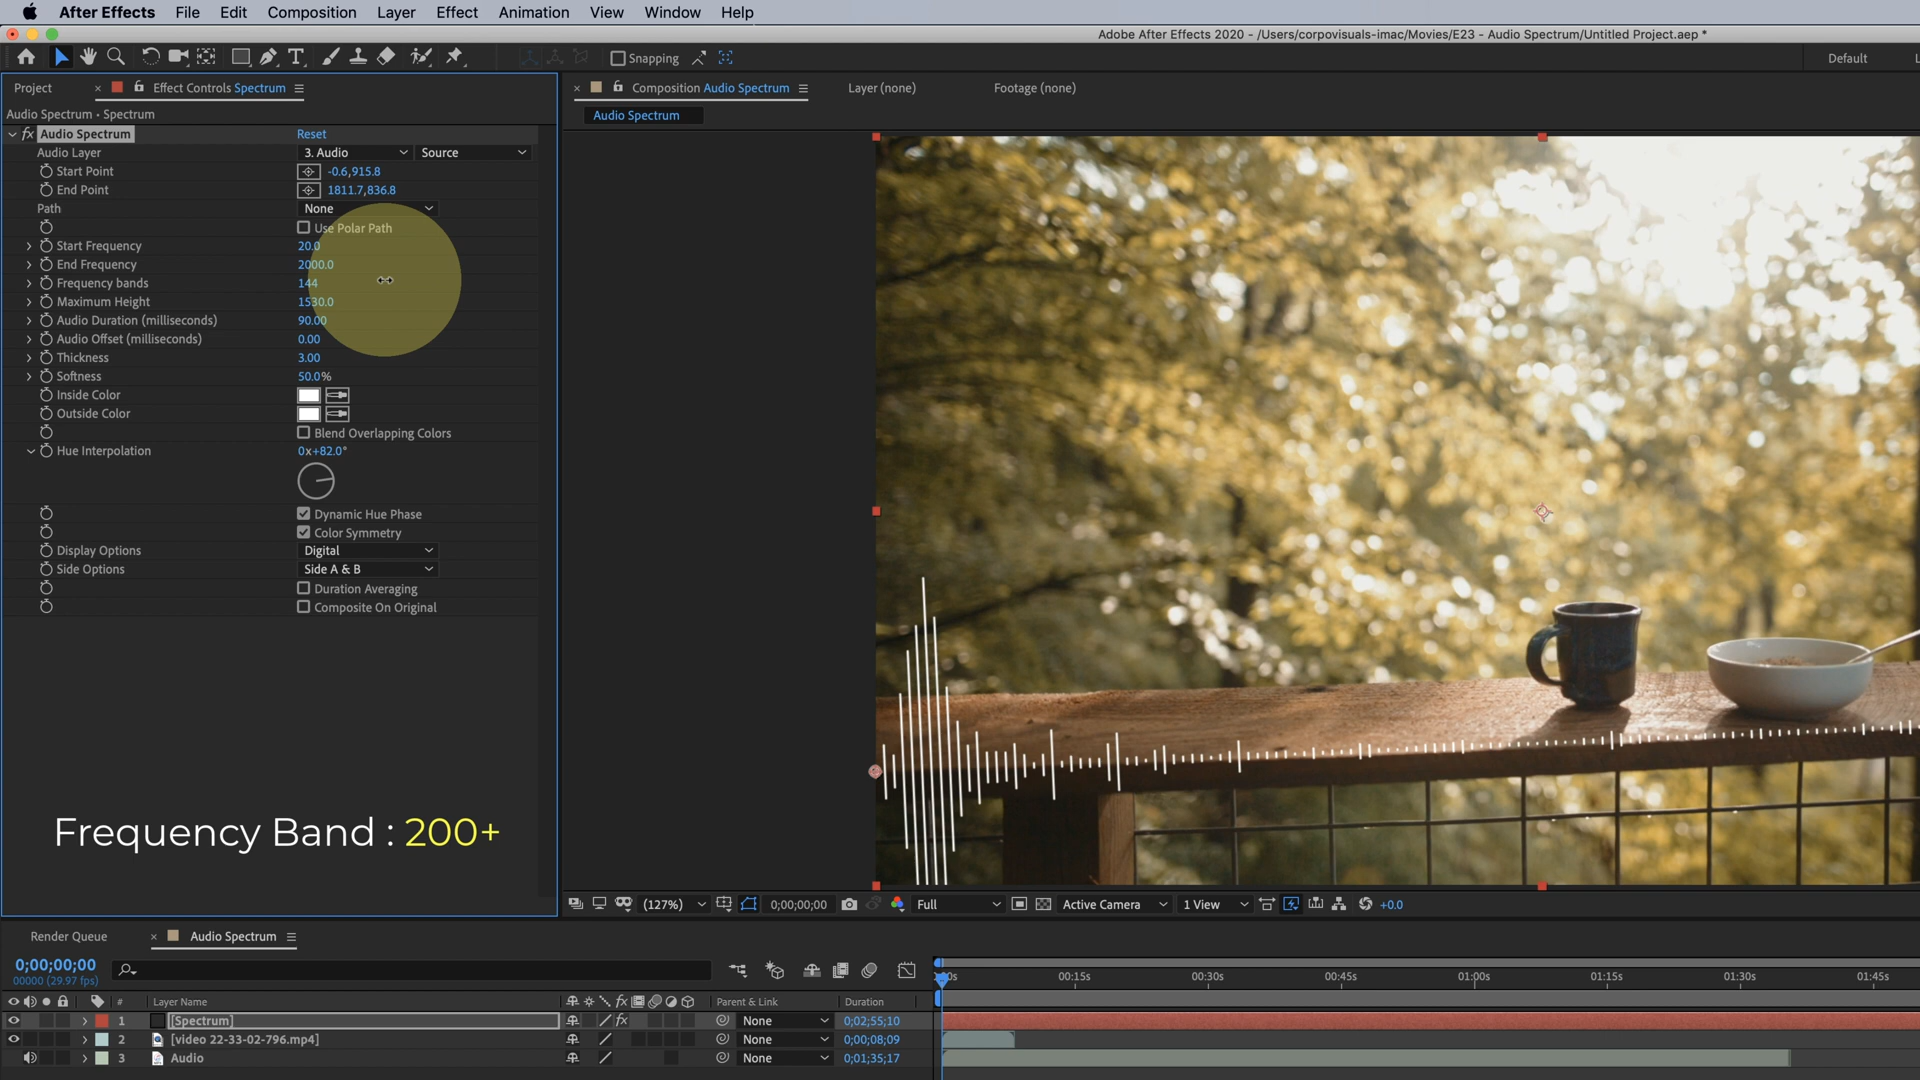 After Effects File Edit Composition Layer Effect Animation View Window Help
Adobe After Effects 2020 - /Users/corpovisuals-imac/Movies/E23 - Audio Spectrum/Untitled Project.aep *
Snapping Default
Project × Effect Controls Spectrum
× Composition Audio Spectrum Layer (none) Footage (none)
Audio Spectrum • Spectrum
Audio Spectrum
fx Audio Spectrum Reset
Audio Layer 3. Audio Source
Start Point -0.6,915.8
End Point 1811.7,836.8
Path None
Use Polar Path
Start Frequency 20.0
End Frequency 2000.0
Frequency bands 144
Maximum Height 1530.0
Audio Duration (milliseconds) 90.00
Audio Offset (milliseconds) 0.00
Thickness 3.00
Softness 50.0%
Inside Color
Outside Color
Blend Overlapping Colors
Hue Interpolation 0x+82.0°
Dynamic Hue Phase
Color Symmetry
Display Options Digital
Side Options Side A & B
Duration Averaging
Composite On Original
Frequency Band : 200+
(127%) 0;00;00;00 Full Active Camera 1 View +0.0
Render Queue × Audio Spectrum
0;00;00;00
00000 (29.97 fps)
00:15s 00:30s 00:45s 01:00s 01:15s 01:30s 01:45s
# Layer Name fx Parent & Link Duration
1 [Spectrum] fx None 0;02;55;10
2 [video 22-33-02-796.mp4] None 0;00;08;09
3 Audio None 0;01;35;17